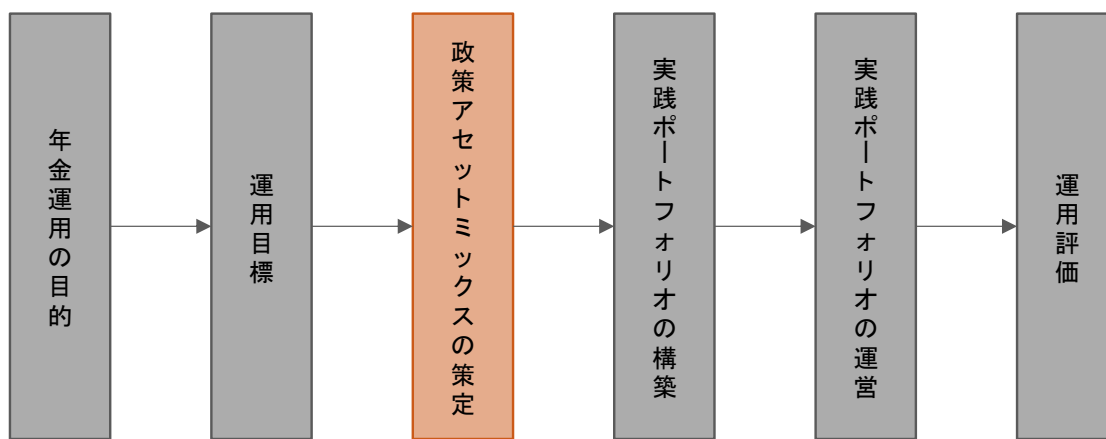 年金運用の目的
運用目標
政策アセットミックスの策定
実践ポートフォリオの構築
実践ポートフォリオの運営
運用評価